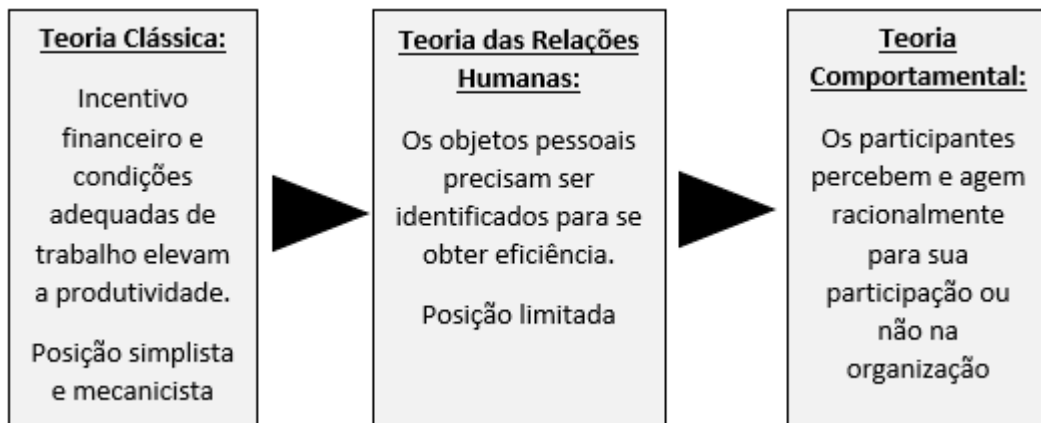 Teoria Clássica:
Incentivo
financeiro e
condições
adequadas de
trabalho elevam
a produtividade.
Posição simplista
e mecanicista
Teoria das Relações
Humanas:
Os objetos pessoais
precisam ser
identificados para se
obter eficiência.
Posição limitada
Teoria
Comportamental:
Os participantes
percebem e agem
racionalmente
para sua
participação ou
não na
organização